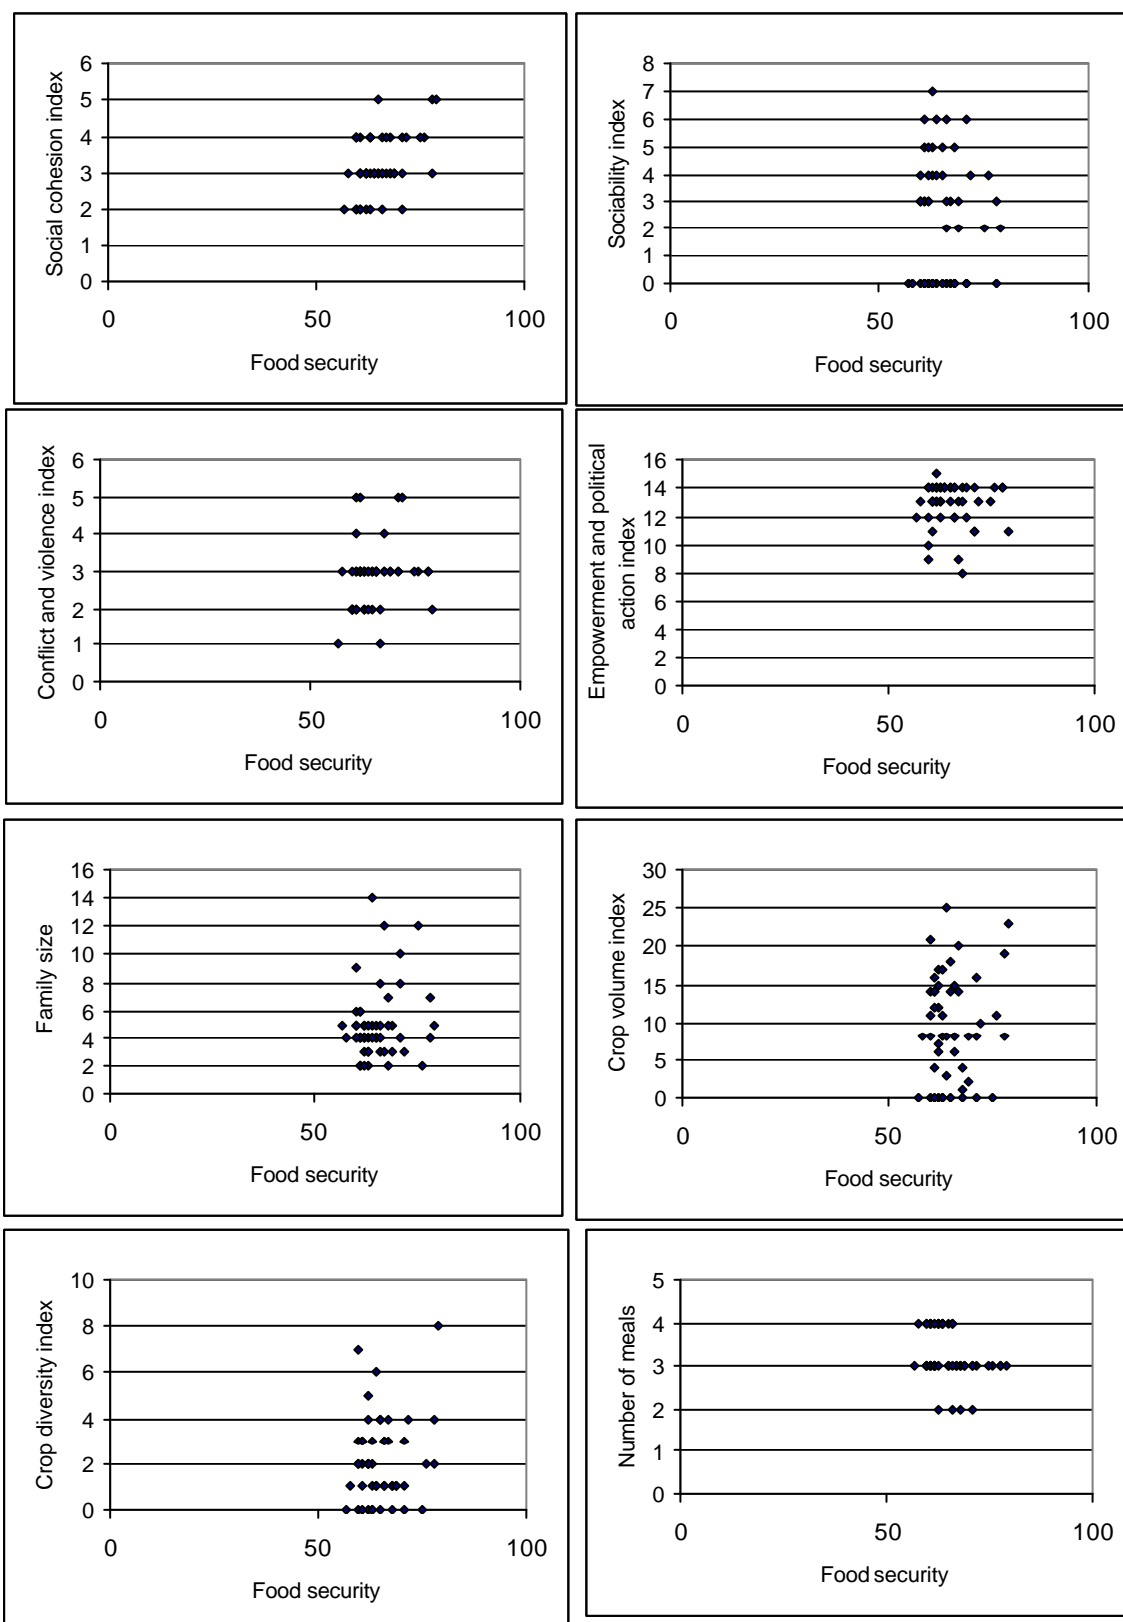 Social cohesion index
6
5
4
3
2
1
0
0 50 100
Food security
Sociability index
8
7
6
5
4
3
2
1
0
0 50 100
Food security
Conflict and violence index
6
5
4
3
2
1
0
0 50 100
Food security
Empowerment and political
action index
16
14
12
10
8
6
4
2
0
0 50 100
Food security
Family size
16
14
12
10
8
6
4
2
0
0 50 100
Food security
Crop volume index
30
25
20
15
10
5
0
0 50 100
Food security
Crop diversity index
10
8
6
4
2
0
0 50 100
Food security
Number of meals
5
4
3
2
1
0
0 50 100
Food security